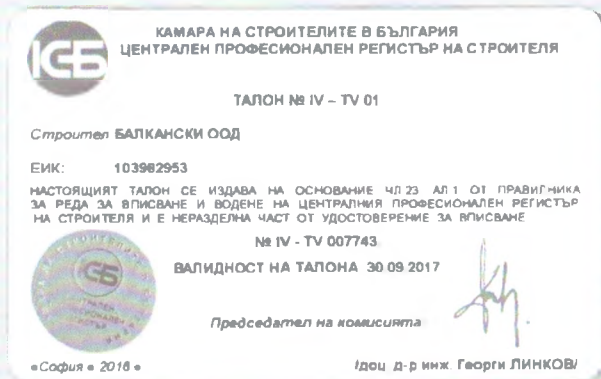 КСБ
КАМАРА НА СТРОИТЕЛИТЕ В БЪЛГАРИЯ
ЦЕНТРАЛЕН ПРОФЕСИОНАЛЕН РЕГИСТЪР НА СТРОИТЕЛЯ
ТАЛОН № IV – TV 01
Строител БАЛКАНСКИ ООД
ЕИК: 103982953
НАСТОЯЩИЯТ ТАЛОН СЕ ИЗДАВА НА ОСНОВАНИЕ ЧЛ 23 АЛ 1 ОТ ПРАВИЛНИКА
ЗА РЕДА ЗА ВПИСВАНЕ И ВОДЕНЕ НА ЦЕНТРАЛНИЯ ПРОФЕСИОНАЛЕН РЕГИСТЪР
НА СТРОИТЕЛЯ И Е НЕРАЗДЕЛНА ЧАСТ ОТ УДОСТОВЕРЕНИЕ ЗА ВПИСВАНЕ
№ IV - TV 007743
ВАЛИДНОСТ НА ТАЛОНА 30.09.2017
КСБ
Председател на комисията
София 2016
/доц. д-р инж. Георги ЛИНКОВ/